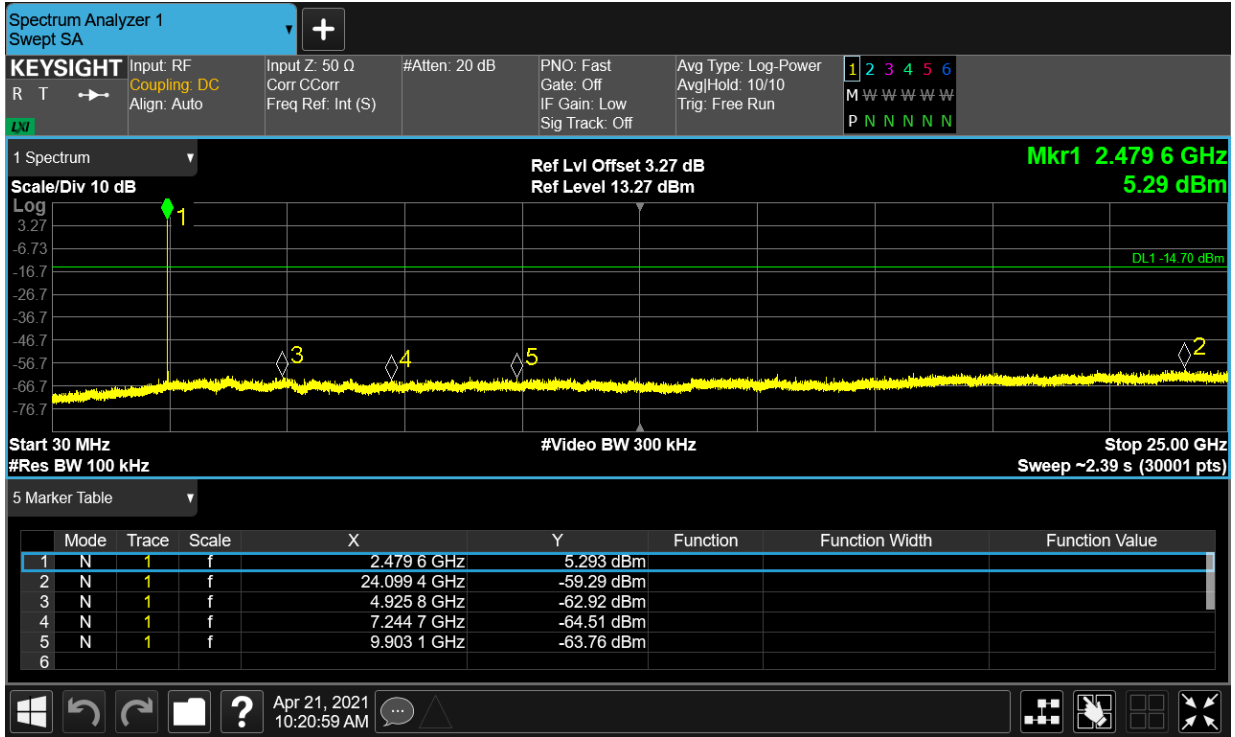 Spectrum Analyzer 1
Swept SA
+
KEYSIGHT Input: RF Input Z: 50 Ω #Atten: 20 dB PNO: Fast Avg Type: Log-Power 1 2 3 4 5 6
R T Coupling: DC Corr CCorr Gate: Off Avg|Hold: 10/10 M W W W W W
Align: Auto Freq Ref: Int (S) IF Gain: Low Trig: Free Run
LXI Sig Track: Off P N N N N N
1 Spectrum
Ref Lvl Offset 3.27 dB Mkr1 2.479 6 GHz
Scale/Div 10 dB Ref Level 13.27 dBm 5.29 dBm
Log
1
3.27
-6.73
DL1 -14.70 dBm
-16.7
-26.7
-36.7
-46.7
3 4 5 2
-56.7
-66.7
-76.7
Start 30 MHz #Video BW 300 kHz Stop 25.00 GHz
#Res BW 100 kHz Sweep ~2.39 s (30001 pts)
5 Marker Table
Mode Trace Scale X Y Function Function Width Function Value
1 N 1 f 2.479 6 GHz 5.293 dBm
2 N 1 f 24.099 4 GHz -59.29 dBm
3 N 1 f 4.925 8 GHz -62.92 dBm
4 N 1 f 7.244 7 GHz -64.51 dBm
5 N 1 f 9.903 1 GHz -63.76 dBm
6
? Apr 21, 2021
10:20:59 AM